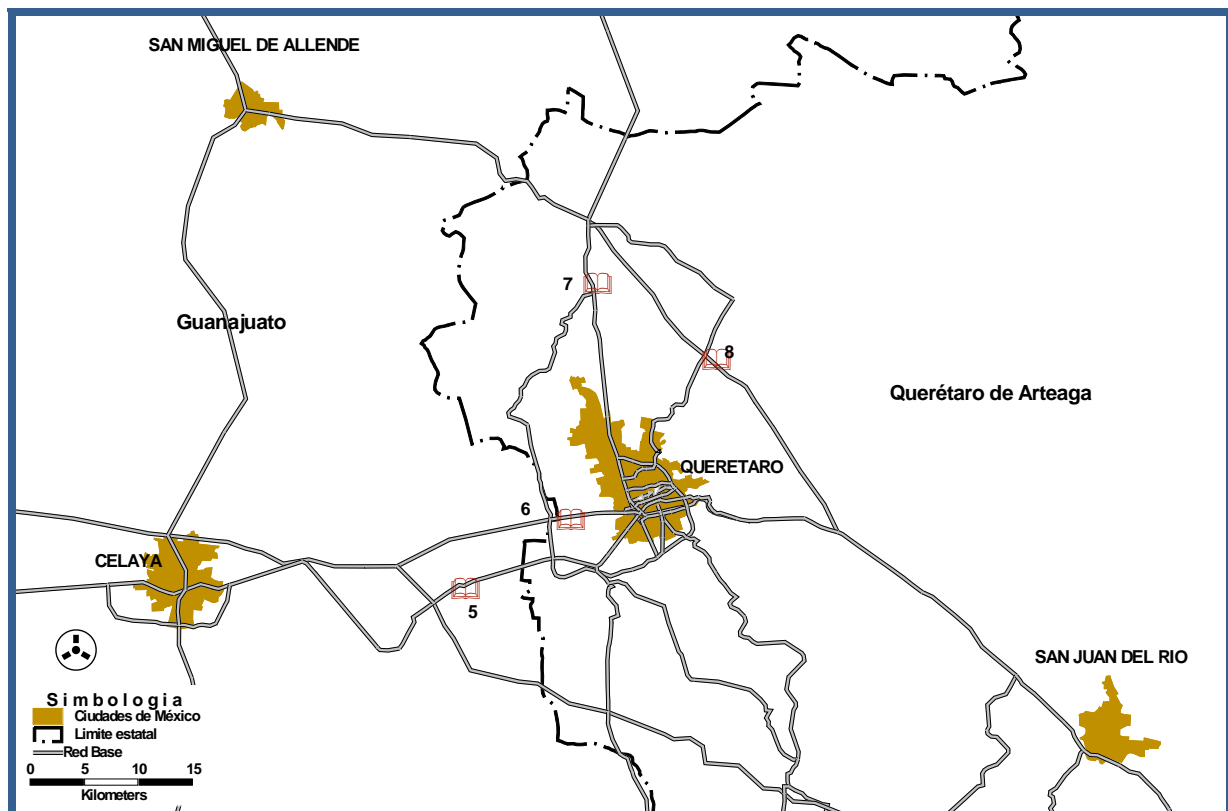 SAN MIGUEL DE ALLENDE
7
Guanajuato
8
Querétaro de Arteaga
QUERETARO
6
CELAYA
5
SAN JUAN DEL RIO
Simbologia
Ciudades de México
Limite estatal
Red Base
0 5 10 15
Kilometers